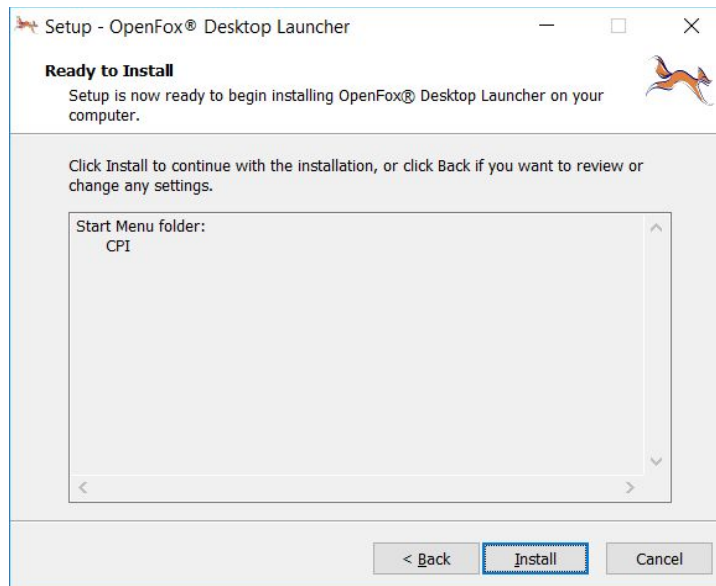 Setup - OpenFox® Desktop Launcher
Ready to Install
Setup is now ready to begin installing OpenFox® Desktop Launcher on your
computer.
Click Install to continue with the installation, or click Back if you want to review or
change any settings.
Start Menu folder:
CPI
< Back Install Cancel